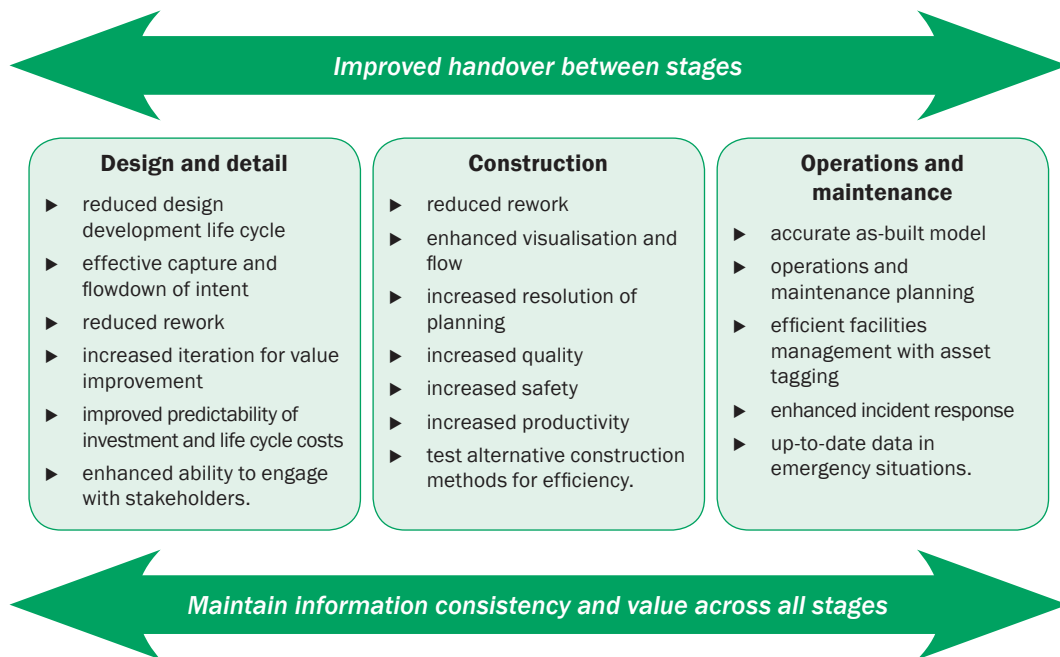 Improved handover between stages
Design and detail
► reduced design
development life cycle
► effective capture and
flowdown of intent
► reduced rework
► increased iteration for value
improvement
► improved predictability of
investment and life cycle costs
► enhanced ability to engage
with stakeholders.
Construction
► reduced rework
► enhanced visualisation and
flow
► increased resolution of
planning
► increased quality
► increased safety
► increased productivity
► test alternative construction
methods for efficiency.
Operations and
maintenance
► accurate as-built model
► operations and
maintenance planning
► efficient facilities
management with asset
tagging
► enhanced incident response
► up-to-date data in
emergency situations.
Maintain information consistency and value across all stages